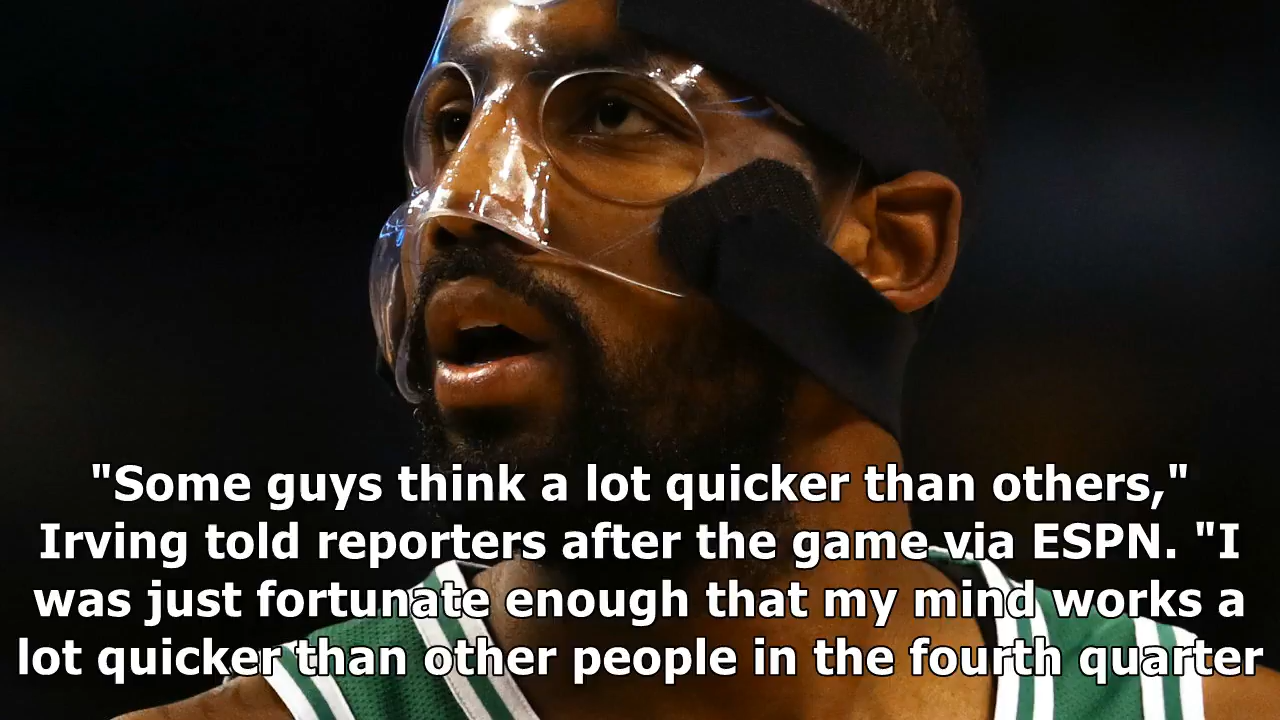 "Some guys think a lot quicker than others,"
Irving told reporters after the game via ESPN. "I
was just fortunate enough that my mind works a
lot quicker than other people in the fourth quarter